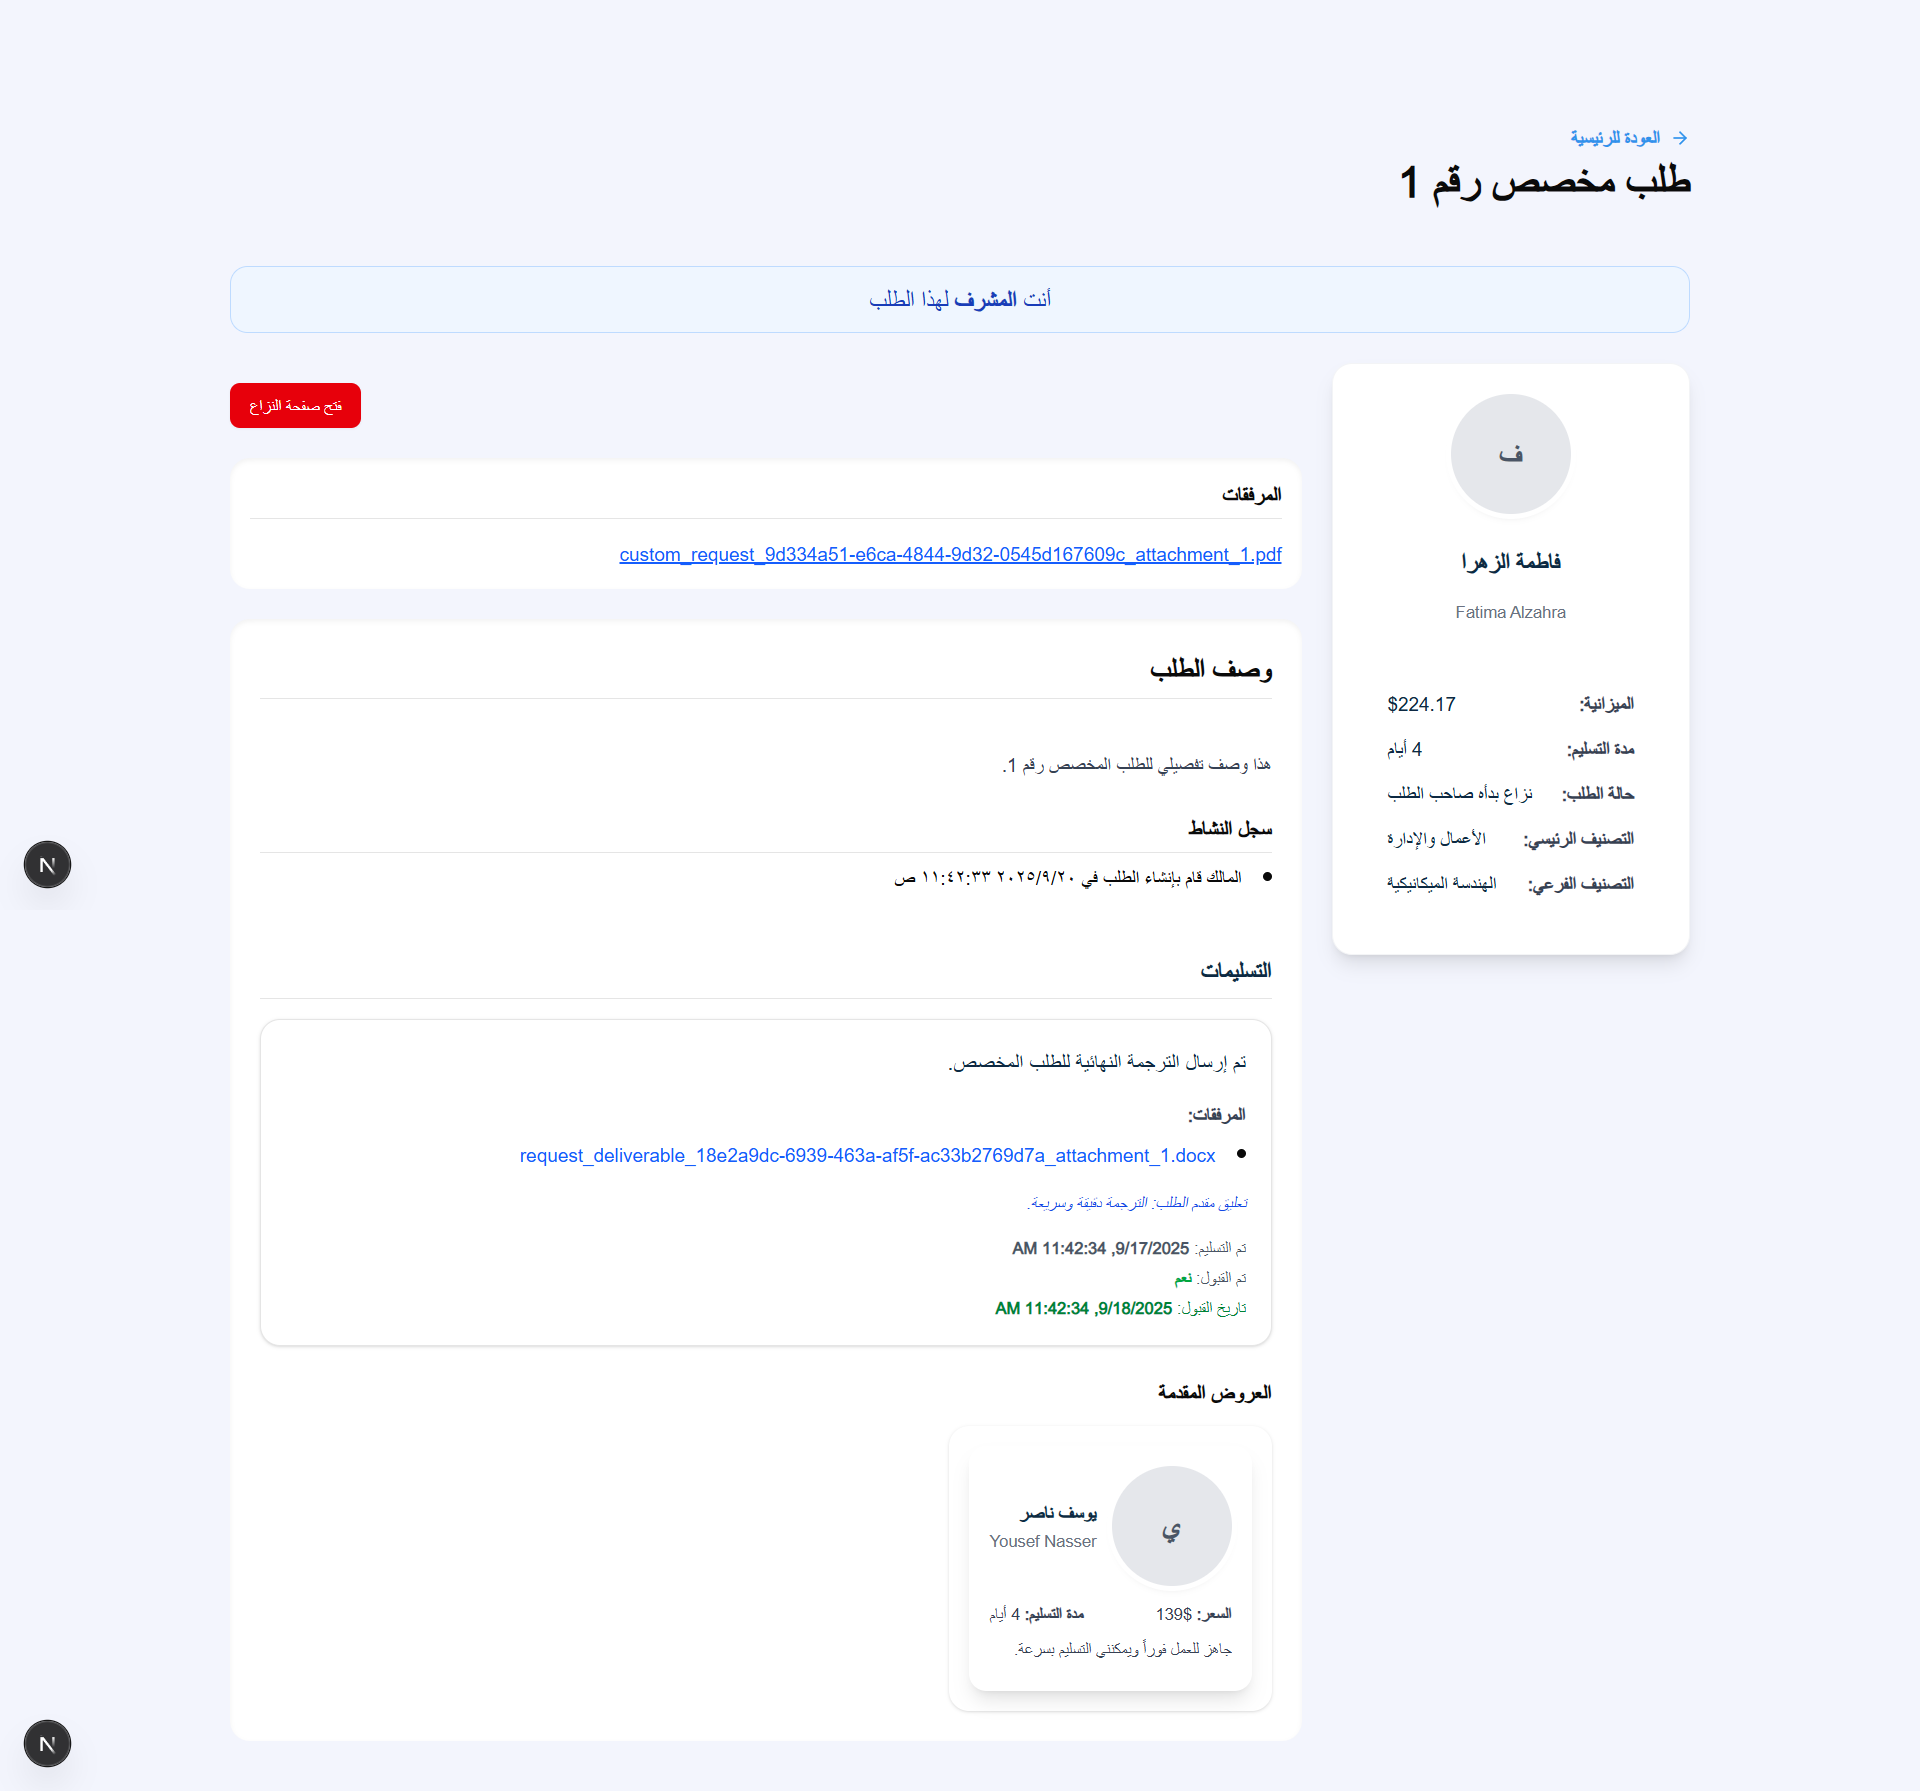 العودة للرئيسية
طلب مخصص رقم 1
أنت المشرف لهذا الطلب
ف
فاطمة الزهرا
Fatima Alzahra
الميزانية: $224.17
مدة التسليم: 4 أيام
حالة الطلب: نزاع بدأه صاحب الطلب
التصنيف الرئيسي: الأعمال والإدارة
التصنيف الفرعي: الهندسة الميكانيكية
فتح صفحة النزاع
المرفقات
custom_request_9d334a51-e6ca-4844-9d32-0545d167609c_attachment_1.pdf
وصف الطلب
هذا وصف تفصيلي للطلب المخصص رقم 1.
سجل النشاط
المالك قام بإنشاء الطلب في ٢٠‏/٩‏/٢٠٢٥ ١١:٤٢:٣٣ ص
التسليمات
تم إرسال الترجمة النهائية للطلب المخصص.
المرفقات:
request_deliverable_18e2a9dc-6939-463a-af5f-ac33b2769d7a_attachment_1.docx
تعليق مقدم الطلب: الترجمة دقيقة وسريعة.
تم التسليم: 9/17/2025, 11:42:34 AM
تم القبول: نعم
تاريخ القبول: 9/18/2025, 11:42:34 AM
العروض المقدمة
ي
يوسف ناصر
Yousef Nasser
السعر: $139 مدة التسليم: 4 أيام
جاهز للعمل فوراً ويمكنني التسليم بسرعة.
N
N